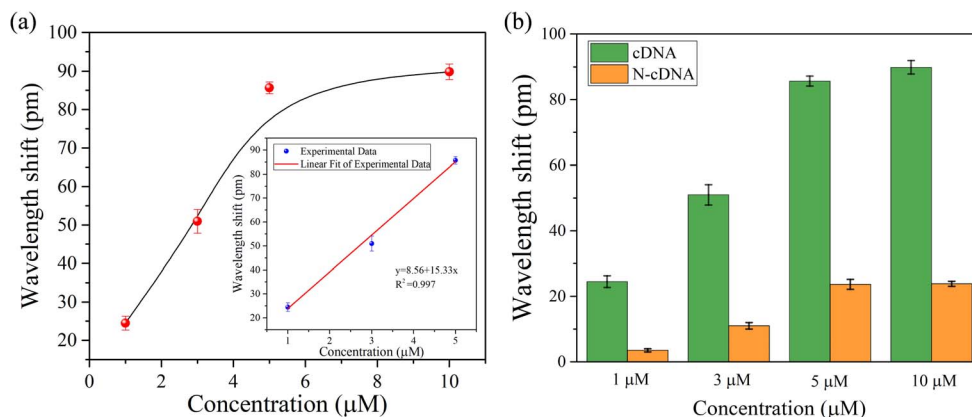 (a)
100
90
80
70
60
50
40
30
20
Wavelength shift (pm)
0 2 4 6 8 10
Concentration (µM)
Experimental Data
Linear Fit of Experimental Data
90
80
70
60
50
40
30
20
Wavelength shift (pm)
y=8.56+15.33x
R²=0.997
1 2 3 4 5
Concentration (µM)
(b)
100
80
60
40
20
0
Wavelength shift (pm)
cDNA
N-cDNA
1 µM 3 µM 5 µM 10 µM
Concentration (µM)